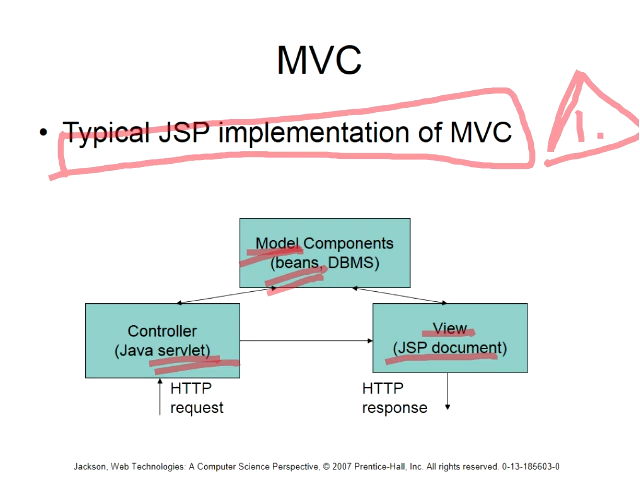 MVC
• Typical JSP implementation of MVC
1.
Model Components
(beans, DBMS)
Controller
(Java servlet)
View
(JSP document)
HTTP
request
HTTP
response
Jackson, Web Technologies: A Computer Science Perspective, © 2007 Prentice-Hall, Inc. All rights reserved. 0-13-185603-0